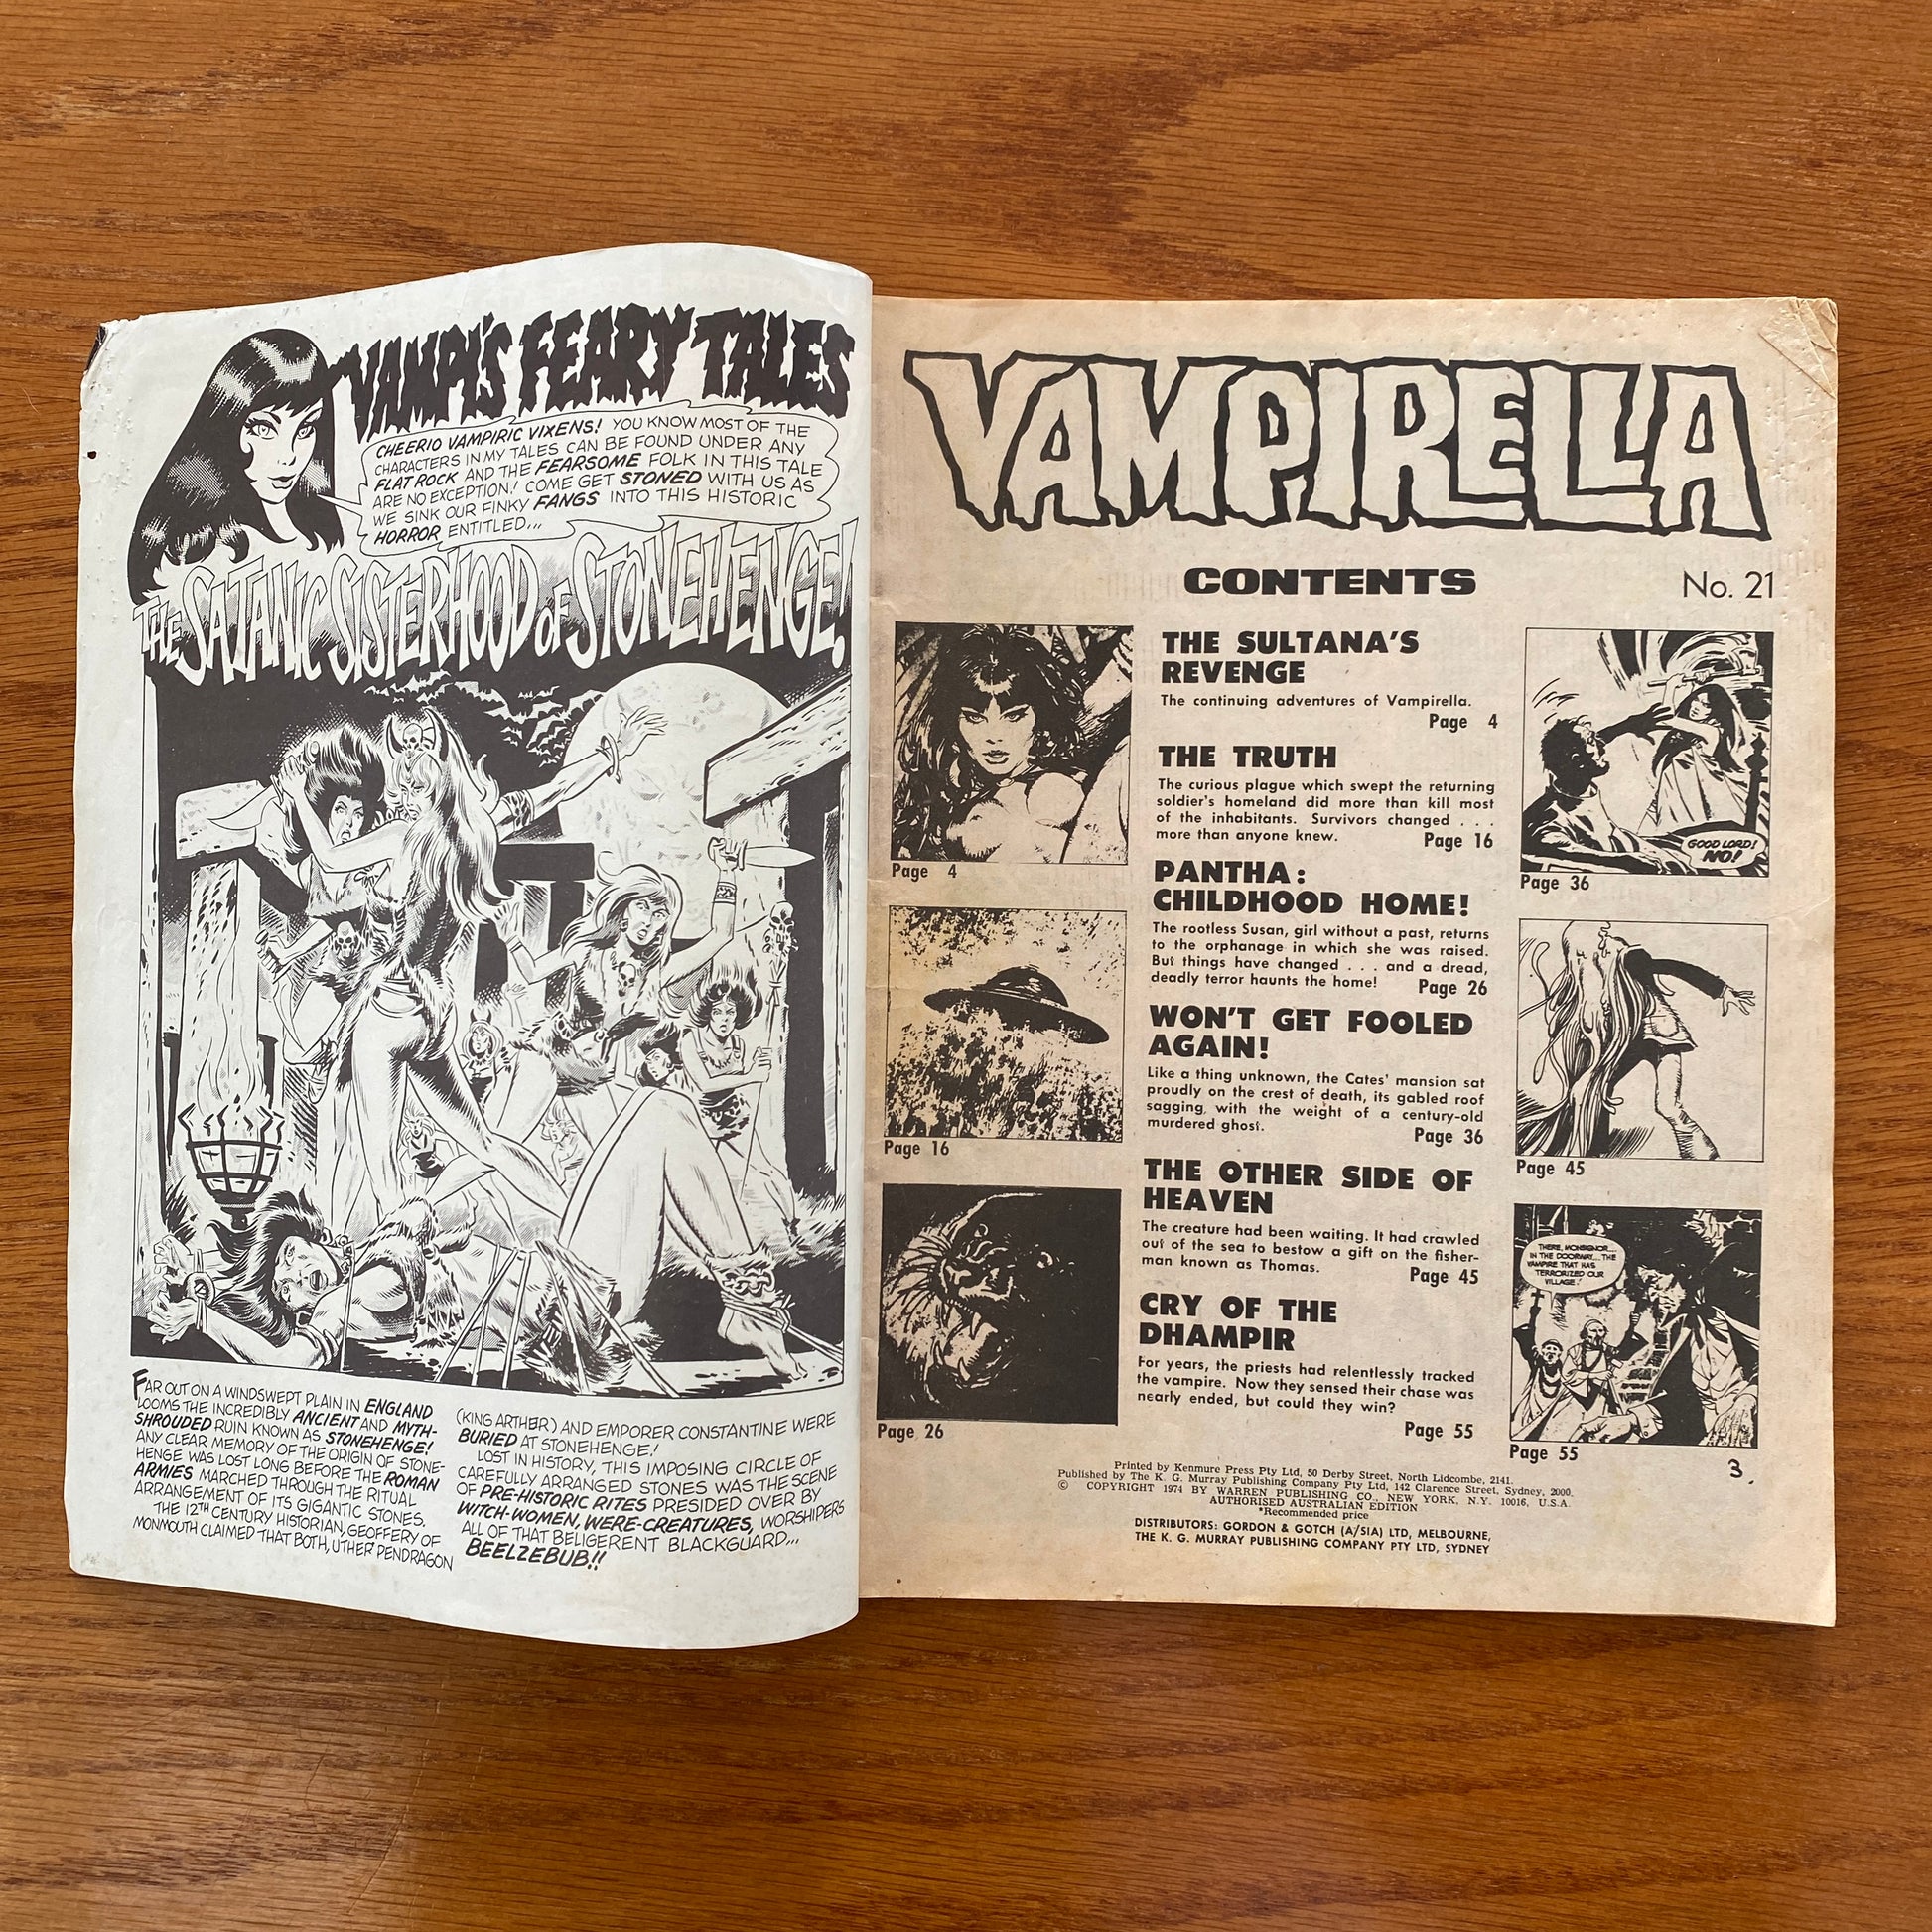 VAMPI'S FEARY TALES
CHEERIO VAMPIRIC VIXENS! YOU KNOW MOST OF THE
CHARACTERS IN MY TALES CAN BE FOUND UNDER ANY
FLAT ROCK AND THE FEARSOME FOLK IN THIS TALE
ARE NO EXCEPTION! COME GET STONED WITH US AS
WE SINK OUR FINKY FANGS INTO THIS HISTORIC
HORROR ENTITLED...
THE SATANIC SISTERHOOD OF STONEHENGE!
FAR OUT ON A WINDSWEPT PLAIN IN ENGLAND
LOOMS THE INCREDIBLY ANCIENT AND MYTH-
SHROUDED RUIN KNOWN AS STONEHENGE!
ANY CLEAR MEMORY OF THE ORIGIN OF STONE-
HENGE WAS LOST LONG BEFORE THE ROMAN
ARMIES MARCHED THROUGH THE RITUAL
ARRANGEMENT OF ITS GIGANTIC STONES.
THE 12TH CENTURY HISTORIAN, GEOFFERY OF
MONMOUTH CLAIMED THAT BOTH, UTHER PENDRAGON
(KING ARTHER) AND EMPORER CONSTANTINE WERE
BURIED AT STONEHENGE!
LOST IN HISTORY, THIS IMPOSING CIRCLE OF
CAREFULLY ARRANGED STONES WAS THE SCENE
OF PRE-HISTORIC RITES PRESIDED OVER BY
WITCH-WOMEN, WERE-CREATURES, WORSHIPERS
ALL OF THAT BELIGERENT BLACKGUARD...
BEELZEBUB!!
VAMPIRELLA
CONTENTS
No. 21
THE SULTANA'S
REVENGE
The continuing adventures of Vampirella.
Page 4
THE TRUTH
The curious plague which swept the returning
soldier's homeland did more than kill most
of the inhabitants. Survivors changed . . .
more than anyone knew. Page 16
PANTHA:
CHILDHOOD HOME!
The rootless Susan, girl without a past, returns
to the orphanage in which she was raised.
But things have changed . . . and a dread,
deadly terror haunts the home! Page 26
WON'T GET FOOLED
AGAIN!
Like a thing unknown, the Cates' mansion sat
proudly on the crest of death, its gabled roof
sagging with the weight of a century-old
murdered ghost.
Page 36
THE OTHER SIDE OF
HEAVEN
The creature had been waiting. It had crawled
out of the sea to bestow a gift on the fisher-
man known as Thomas.
Page 45
CRY OF THE
DHAMPIR
For years, the priests had relentlessly tracked
the vampire. Now they sensed their chase was
nearly ended, but could they win?
Page 55
Page 4
Page 16
Page 26
GOOD LORD!
NO!
Page 36
Page 45
THERE, MONSIGNOR...
IN THE DOORWAY... THE
VAMPIRE THAT HAS
TERRORIZED OUR
VILLAGE!
Page 55
3.
Printed by Kenmure Press Pty Ltd, 50 Derby Street, North Lidcombe, 2141.
Published by The K. G. Murray Publishing Company Pty Ltd, 142 Clarence Street, Sydney, 2000.
© COPYRIGHT 1974 BY WARREN PUBLISHING CO., NEW YORK, N.Y. 10016, U.S.A.
AUTHORISED AUSTRALIAN EDITION
*Recommended price
DISTRIBUTORS: GORDON & GOTCH (A/SIA) LTD, MELBOURNE,
THE K. G. MURRAY PUBLISHING COMPANY PTY LTD, SYDNEY